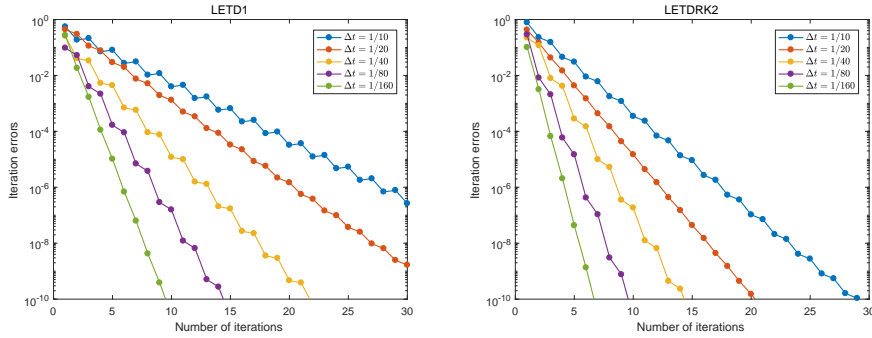 LETD1
Iteration errors
10^0
10^-2
10^-4
10^-6
10^-8
10^-10
0 5 10 15 20 25 30
Number of iterations
Δt = 1/10
Δt = 1/20
Δt = 1/40
Δt = 1/80
Δt = 1/160
LETDRK2
Iteration errors
10^0
10^-2
10^-4
10^-6
10^-8
10^-10
0 5 10 15 20 25 30
Number of iterations
Δt = 1/10
Δt = 1/20
Δt = 1/40
Δt = 1/80
Δt = 1/160